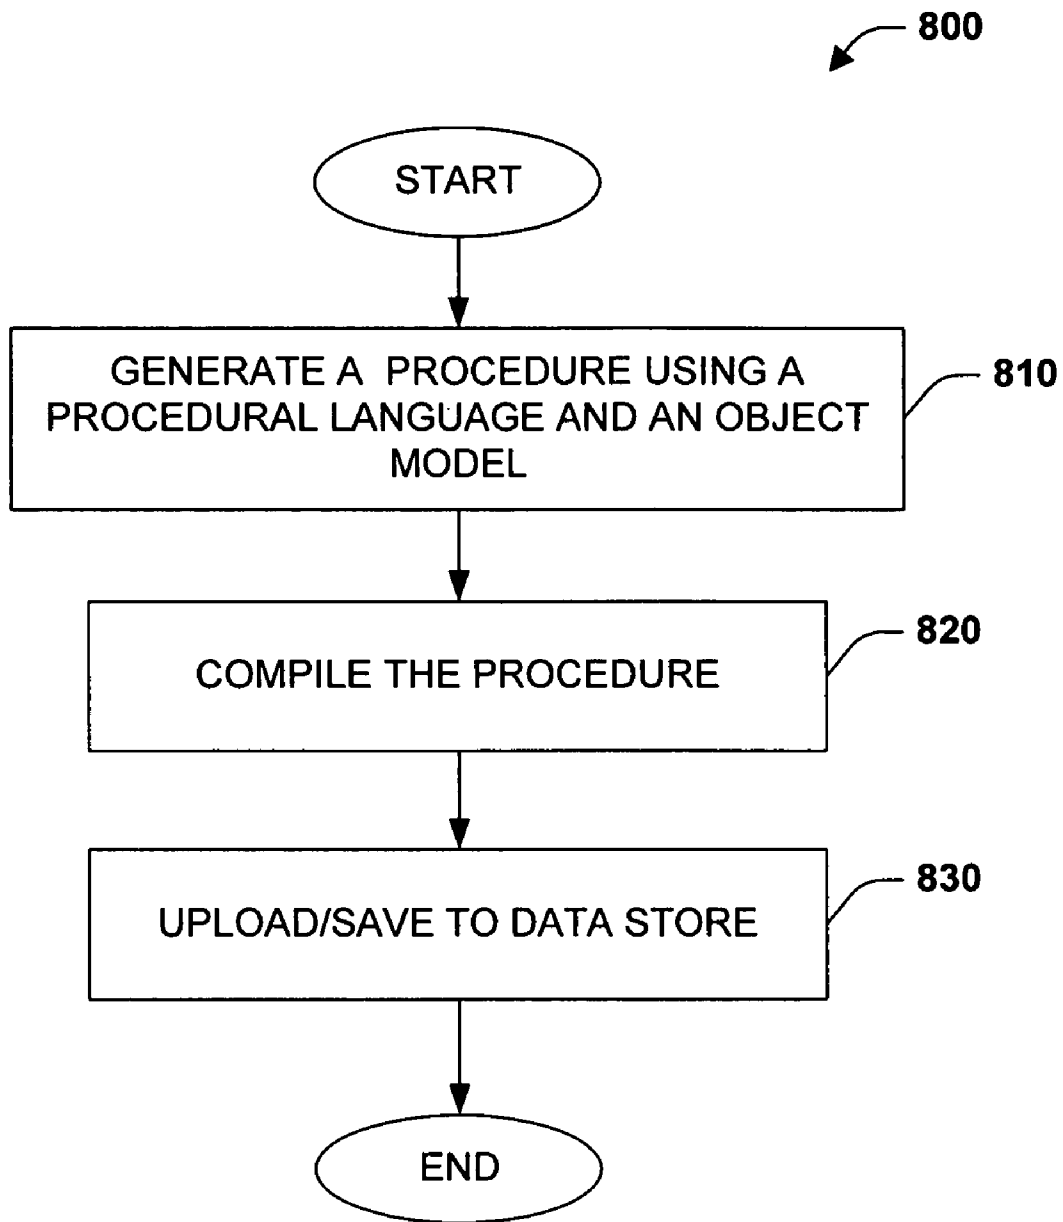 800
START
GENERATE A PROCEDURE USING A
PROCEDURAL LANGUAGE AND AN OBJECT
MODEL
810
COMPILE THE PROCEDURE
820
UPLOAD/SAVE TO DATA STORE
830
END